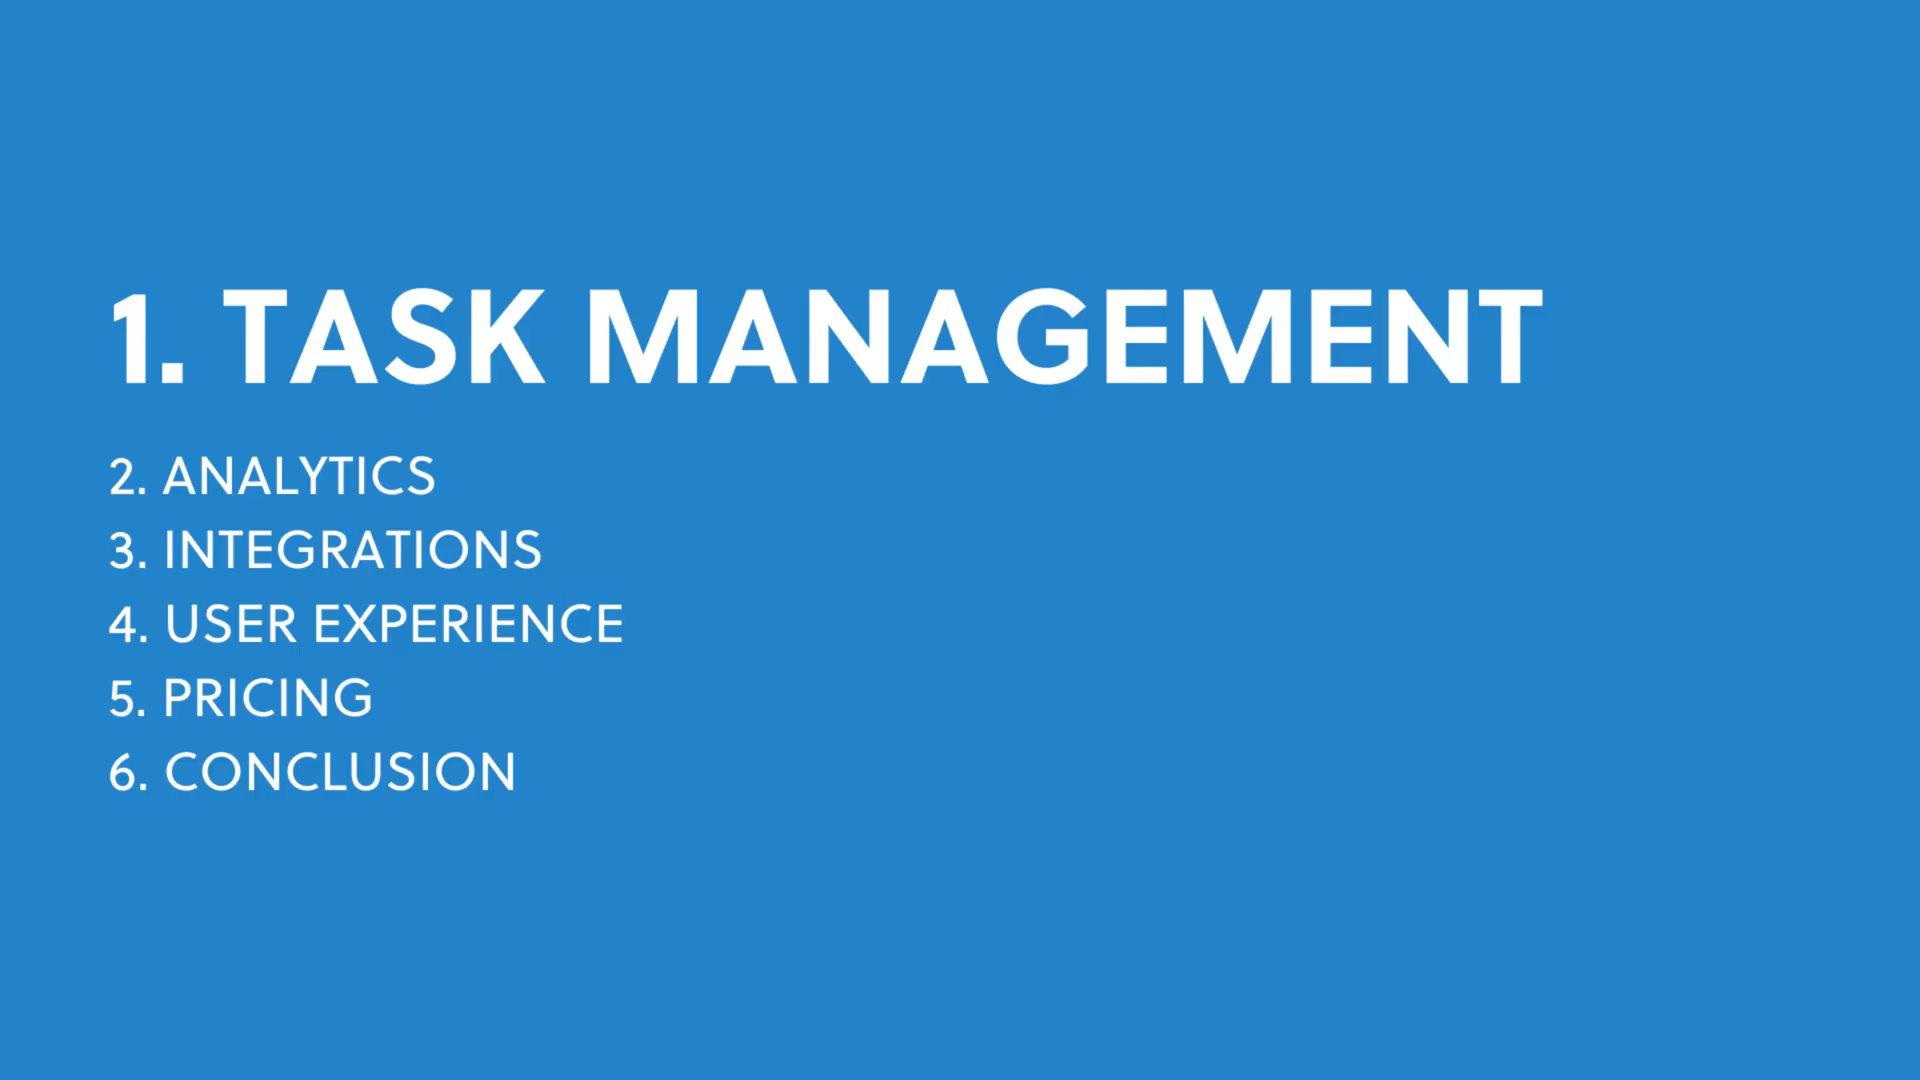 1. TASK MANAGEMENT
2. ANALYTICS
3. INTEGRATIONS
4. USER EXPERIENCE
5. PRICING
6. CONCLUSION